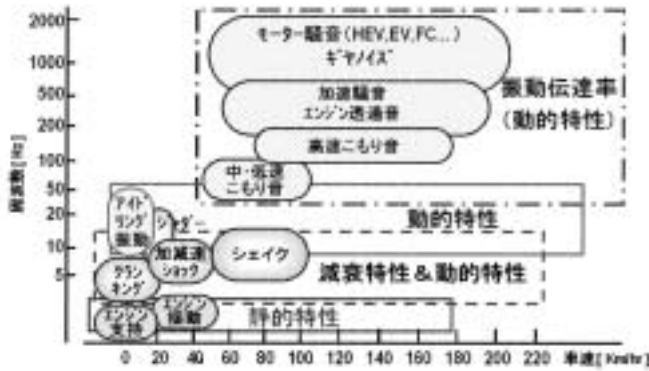 周波数[Hz]
2000
1000
500
200
100
50
20
10
5
モーター騒音(HEV,EV,FC...)
ギヤノイズ
加速騒音
エンジン透過音
高速こもり音
中・低速
こもり音
振動伝達率
(動的特性)
アイド
リング
振動
シャダー
動的特性
加減速
ショック
シェイク
減衰特性&動的特性
クラン
キング
エンジン
支持
エンジン
振動
静的特性
0 20 40 60 80 100 120 140 160 180 200 220 車速[Km/hr]